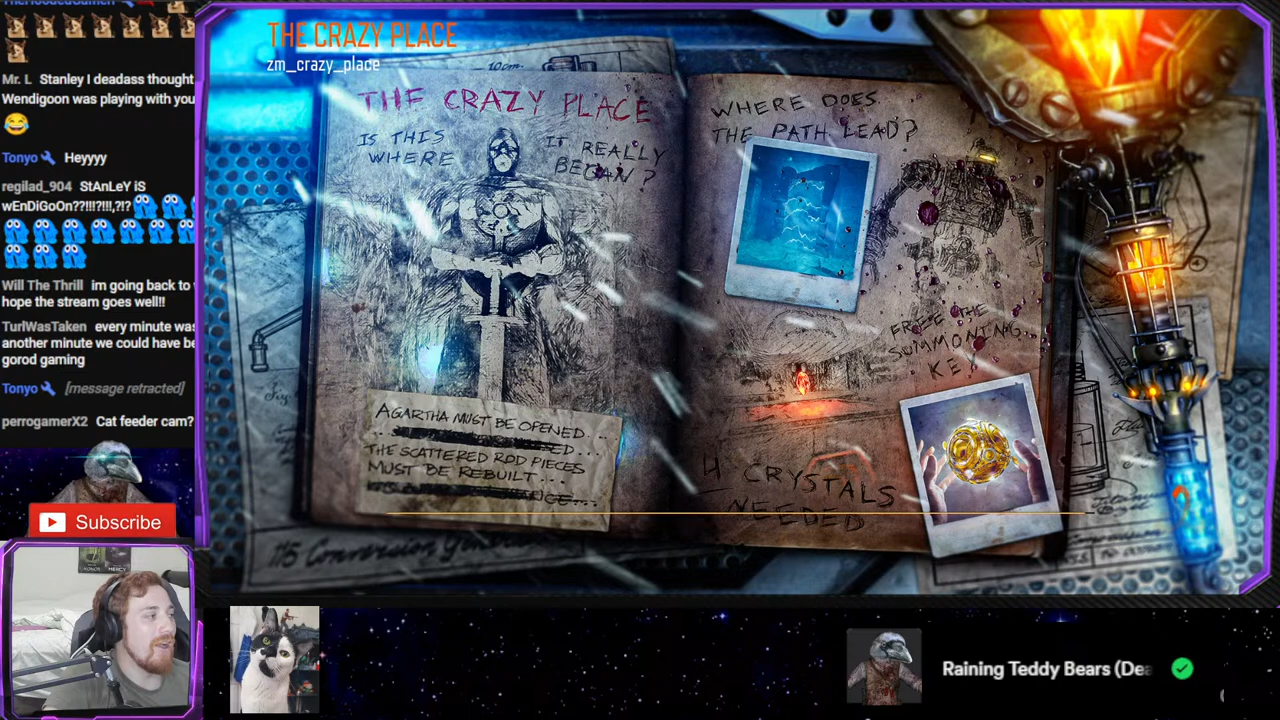 Mr. L Stanley I deadass thought
Wendigoon was playing with you
Tonyo Heyyyy
regilad_904 StAnLeY iS
wEnDiGoOn??!!!?!!!,?!?
Will The Thrill im going back to
hope the stream goes well!!
TurlWasTaken every minute was
another minute we could have be
gorod gaming
Tonyo [message retracted]
perrogamerX2 Cat feeder cam?
Subscribe
THE CRAZY PLACE
zm_crazy_place
10cm.
THE CRAZY PLACE
IS THIS
WHERE
IT REALLY
BEGAN?
AGARTHA MUST BE OPENED...
THE SCATTERED ROD PIECES
MUST BE REBUILT...
WHERE DOES
THE PATH LEAD?
FREE THE
SUMMONING
KEY
4 CRYSTALS
NEEDED
115 Conversion
Raining Teddy Bears (Dea